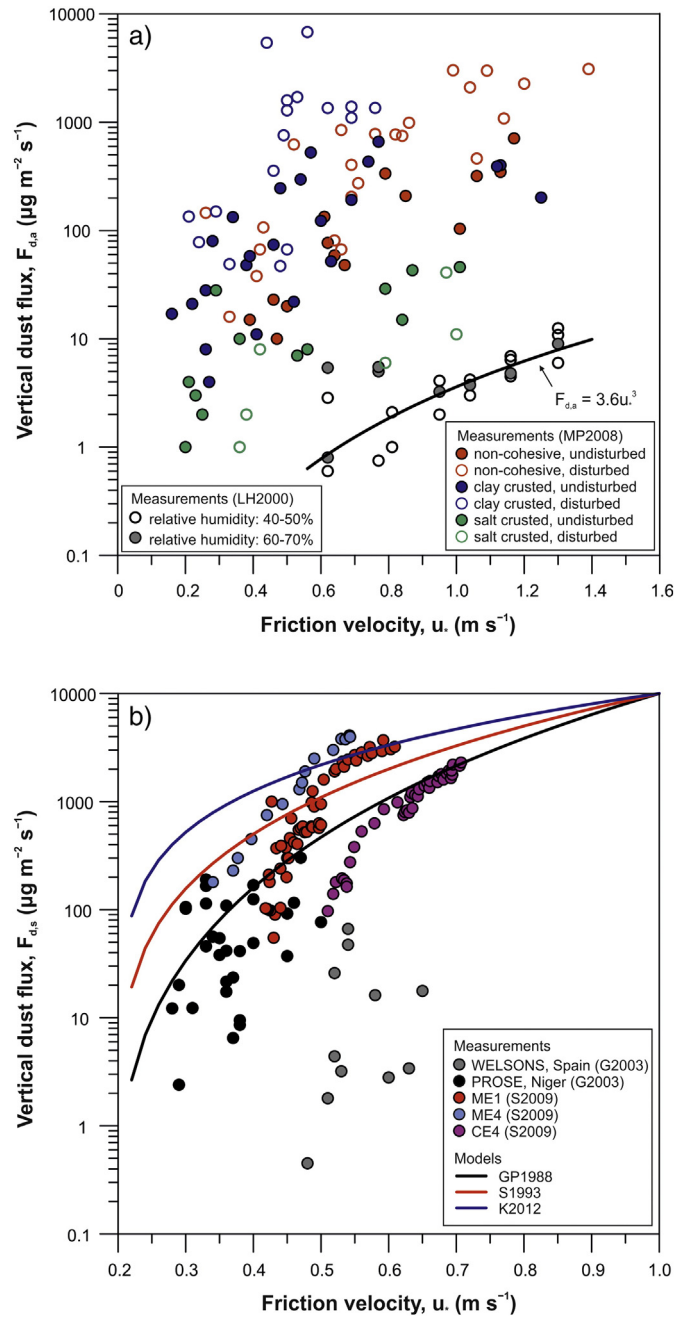 a)
Vertical dust flux, F d,a (µg m⁻² s⁻¹)
10000
1000
100
10
1
0.1
F d,a = 3.6u*³
Measurements (MP2008)
non-cohesive, undisturbed
non-cohesive, disturbed
clay crusted, undisturbed
clay crusted, disturbed
salt crusted, undisturbed
salt crusted, disturbed
Measurements (LH2000)
relative humidity: 40-50%
relative humidity: 60-70%
0 0.2 0.4 0.6 0.8 1.0 1.2 1.4 1.6
Friction velocity, u* (m s⁻¹)
b)
Vertical dust flux, F d,s (µg m⁻² s⁻¹)
10000
1000
100
10
1
0.1
Measurements
WELSONS, Spain (G2003)
PROSE, Niger (G2003)
ME1 (S2009)
ME4 (S2009)
CE4 (S2009)
Models
GP1988
S1993
K2012
0.2 0.3 0.4 0.5 0.6 0.7 0.8 0.9 1.0
Friction velocity, u* (m s⁻¹)